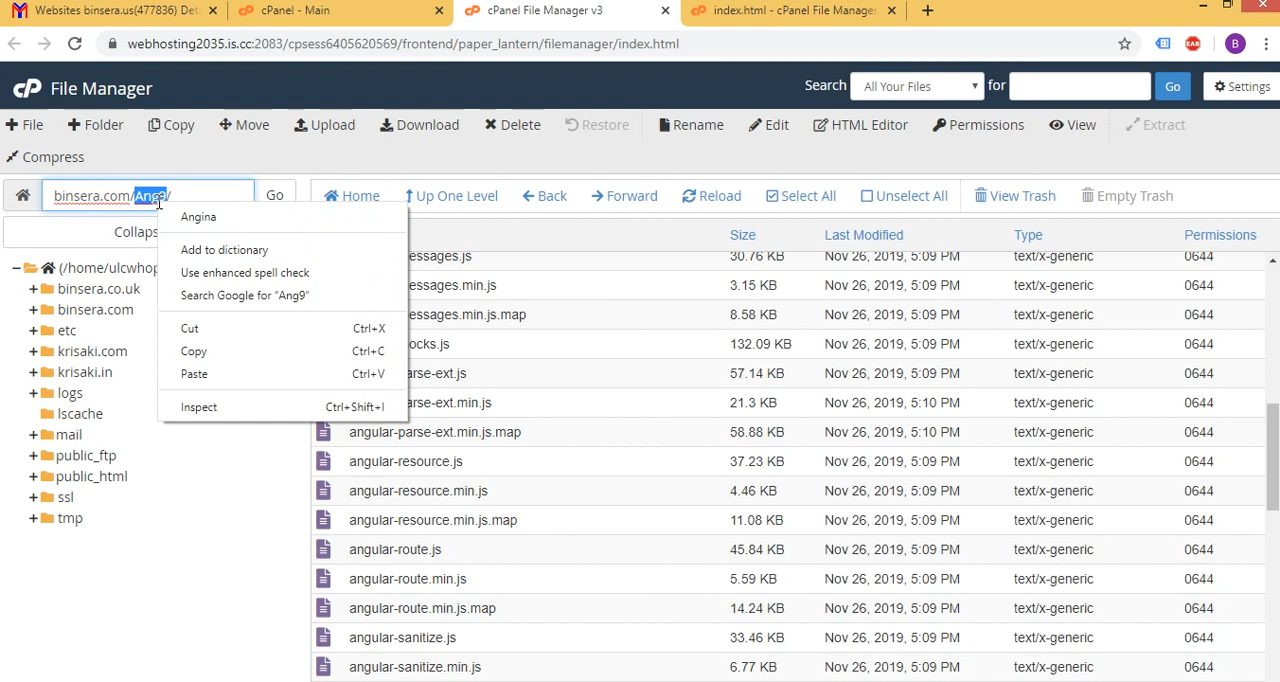 Websites binsera.us(477836) Det
cPanel - Main
cPanel File Manager v3
index.html - cPanel File Manager
webhosting2035.is.cc:2083/cpsess6405620569/frontend/paper_lantern/filemanager/index.html
File Manager
Search All Your Files for Go Settings
File Folder Copy Move Upload Download Delete Restore Rename Edit HTML Editor Permissions View Extract
Compress
binsera.com/Ang9/ Go
Home Up One Level Back Forward Reload Select All Unselect All View Trash Empty Trash
Collaps
(/home/ulcwhop
binsera.co.uk
binsera.com
etc
krisaki.com
krisaki.in
logs
lscache
mail
public_ftp
public_html
ssl
tmp
Angina
Add to dictionary
Use enhanced spell check
Search Google for “Ang9”
Cut Ctrl+X
Copy Ctrl+C
Paste Ctrl+V
Inspect Ctrl+Shift+I
Size Last Modified Type Permissions
essages.js 30.76 KB Nov 26, 2019, 5:09 PM text/x-generic 0644
essages.min.js 3.15 KB Nov 26, 2019, 5:09 PM text/x-generic 0644
essages.min.js.map 8.58 KB Nov 26, 2019, 5:09 PM text/x-generic 0644
ocks.js 132.09 KB Nov 26, 2019, 5:09 PM text/x-generic 0644
arse-ext.js 57.14 KB Nov 26, 2019, 5:09 PM text/x-generic 0644
arse-ext.min.js 21.3 KB Nov 26, 2019, 5:10 PM text/x-generic 0644
angular-parse-ext.min.js.map 58.88 KB Nov 26, 2019, 5:10 PM text/x-generic 0644
angular-resource.js 37.23 KB Nov 26, 2019, 5:09 PM text/x-generic 0644
angular-resource.min.js 4.46 KB Nov 26, 2019, 5:09 PM text/x-generic 0644
angular-resource.min.js.map 11.08 KB Nov 26, 2019, 5:09 PM text/x-generic 0644
angular-route.js 45.84 KB Nov 26, 2019, 5:09 PM text/x-generic 0644
angular-route.min.js 5.59 KB Nov 26, 2019, 5:09 PM text/x-generic 0644
angular-route.min.js.map 14.24 KB Nov 26, 2019, 5:09 PM text/x-generic 0644
angular-sanitize.js 33.46 KB Nov 26, 2019, 5:09 PM text/x-generic 0644
angular-sanitize.min.js 6.77 KB Nov 26, 2019, 5:09 PM text/x-generic 0644